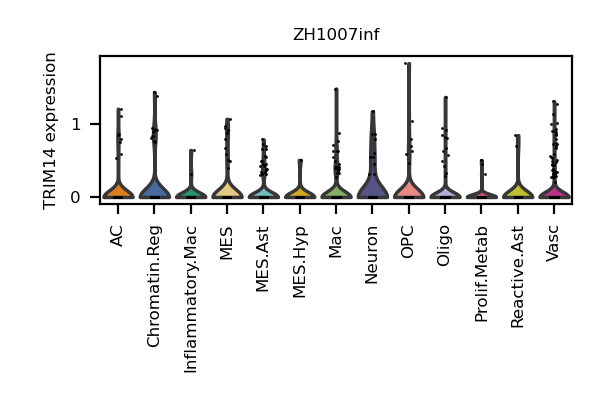 ZH1007inf
TRIM14 expression
1
0
AC
Chromatin.Reg
Inflammatory.Mac
MES
MES.Ast
MES.Hyp
Mac
Neuron
OPC
Oligo
Prolif.Metab
Reactive.Ast
Vasc